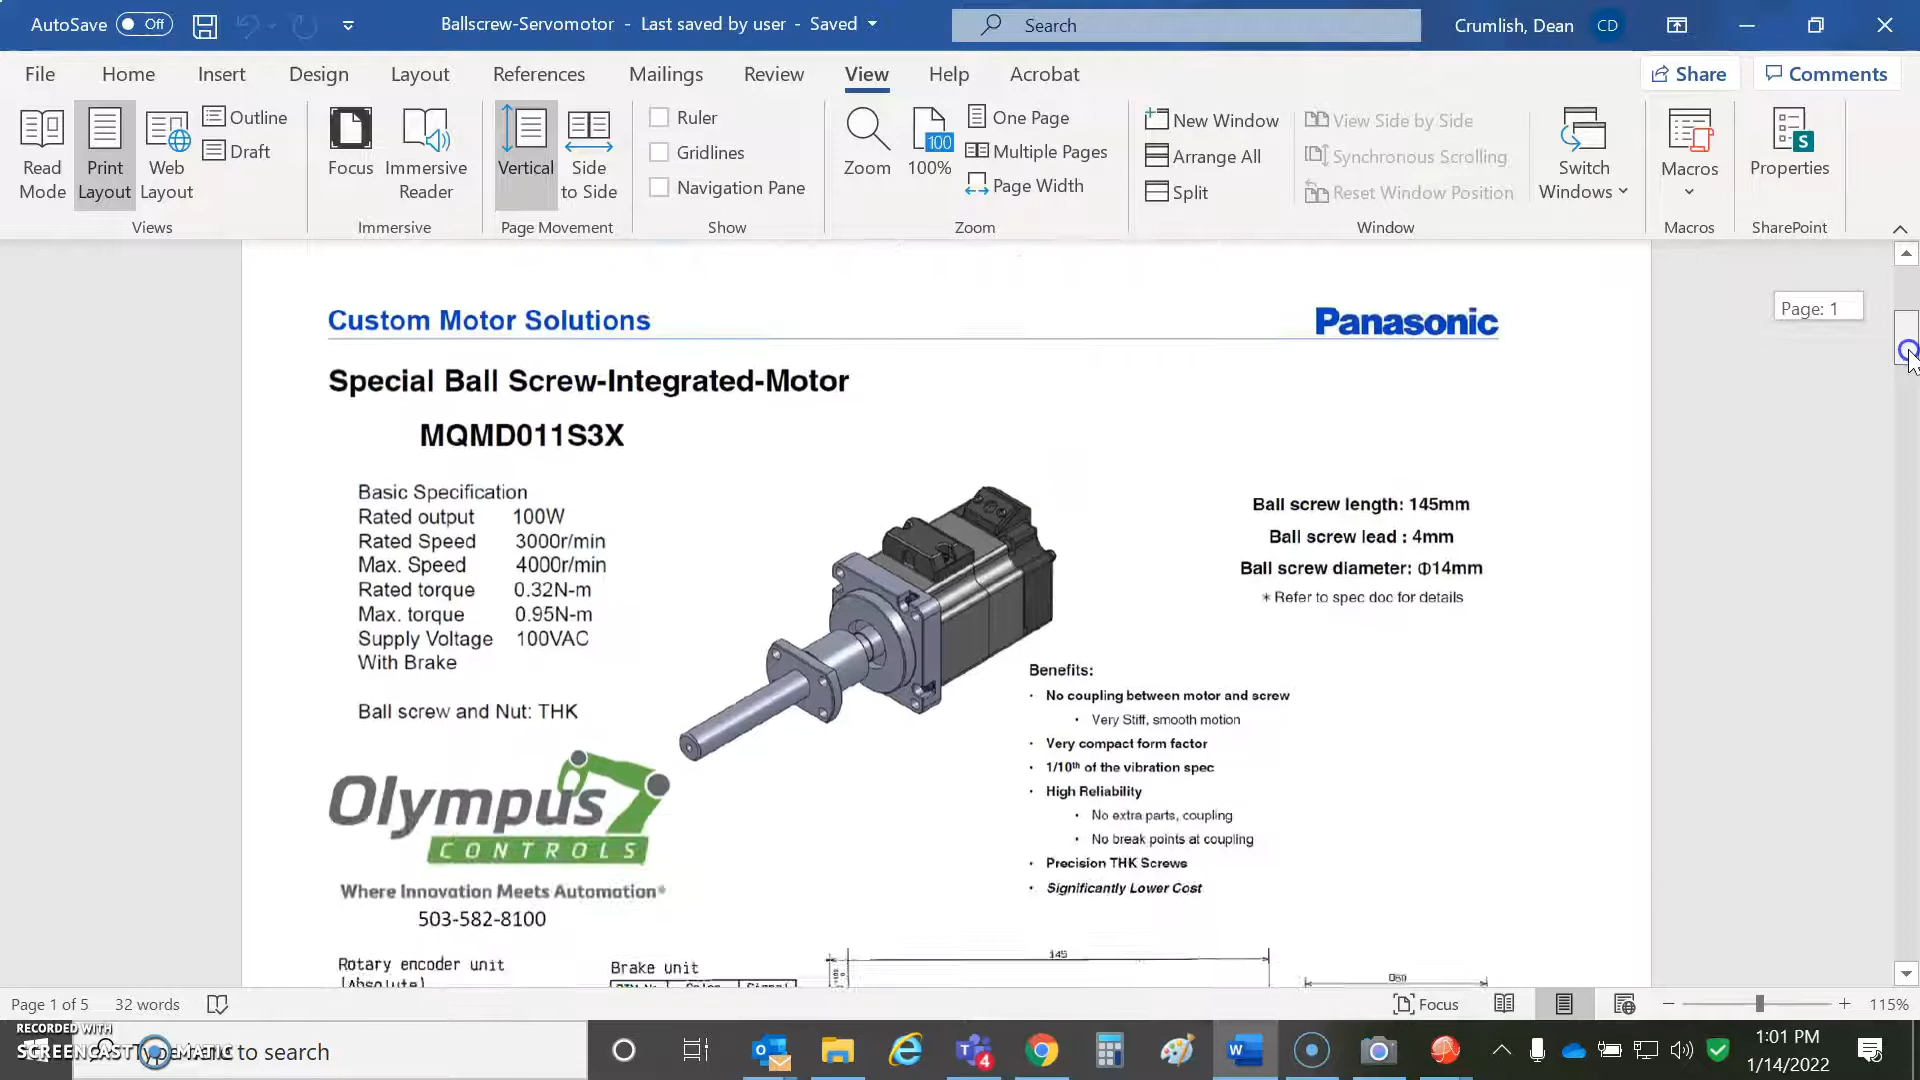 AutoSave Off Ballscrew-Servomotor - Last saved by user - Saved Search Crumlish, Dean CD
File Home Insert Design Layout References Mailings Review View Help Acrobat Share Comments
Read Mode
Print Layout
Web Layout
Outline
Draft
Views
Focus
Immersive Reader
Immersive
Vertical
Side to Side
Page Movement
Ruler
Gridlines
Navigation Pane
Show
Zoom
100
100%
One Page
Multiple Pages
Page Width
Zoom
New Window
Arrange All
Split
View Side by Side
Synchronous Scrolling
Reset Window Position
Switch Windows
Window
Macros
Macros
Properties
SharePoint
Page: 1
Custom Motor Solutions
Panasonic
Special Ball Screw-Integrated-Motor
MQMD011S3X
Basic Specification
Rated output 100W
Rated Speed 3000r/min
Max. Speed 4000r/min
Rated torque 0.32N-m
Max. torque 0.95N-m
Supply Voltage 100VAC
With Brake
Ball screw and Nut: THK
Ball screw length: 145mm
Ball screw lead : 4mm
Ball screw diameter: Φ14mm
* Refer to spec doc for details
Benefits:
· No coupling between motor and screw
· Very Stiff, smooth motion
· Very compact form factor
· 1/10th of the vibration spec
· High Reliability
· No extra parts, coupling
· No break points at coupling
· Precision THK Screws
· Significantly Lower Cost
Olympus
CONTROLS
Where Innovation Meets Automation®
503-582-8100
Rotary encoder unit
(Absolute)
Brake unit
145
□60
Page 1 of 5 32 words Focus 115%
RECORDED WITH
SCREENCAST MATIC
to search
4
1:01 PM
1/14/2022